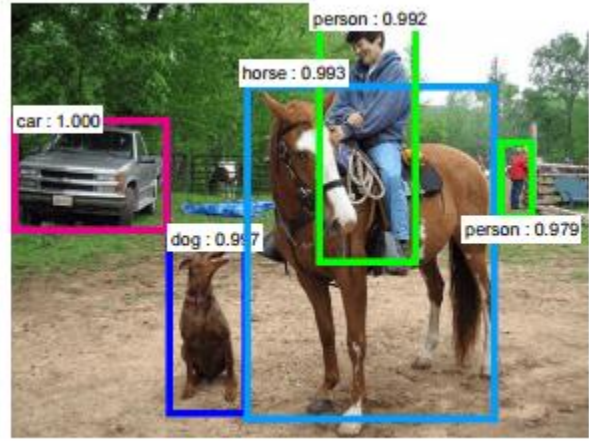 person : 0.992
horse : 0.993
car : 1.000
dog : 0.997
person : 0.979